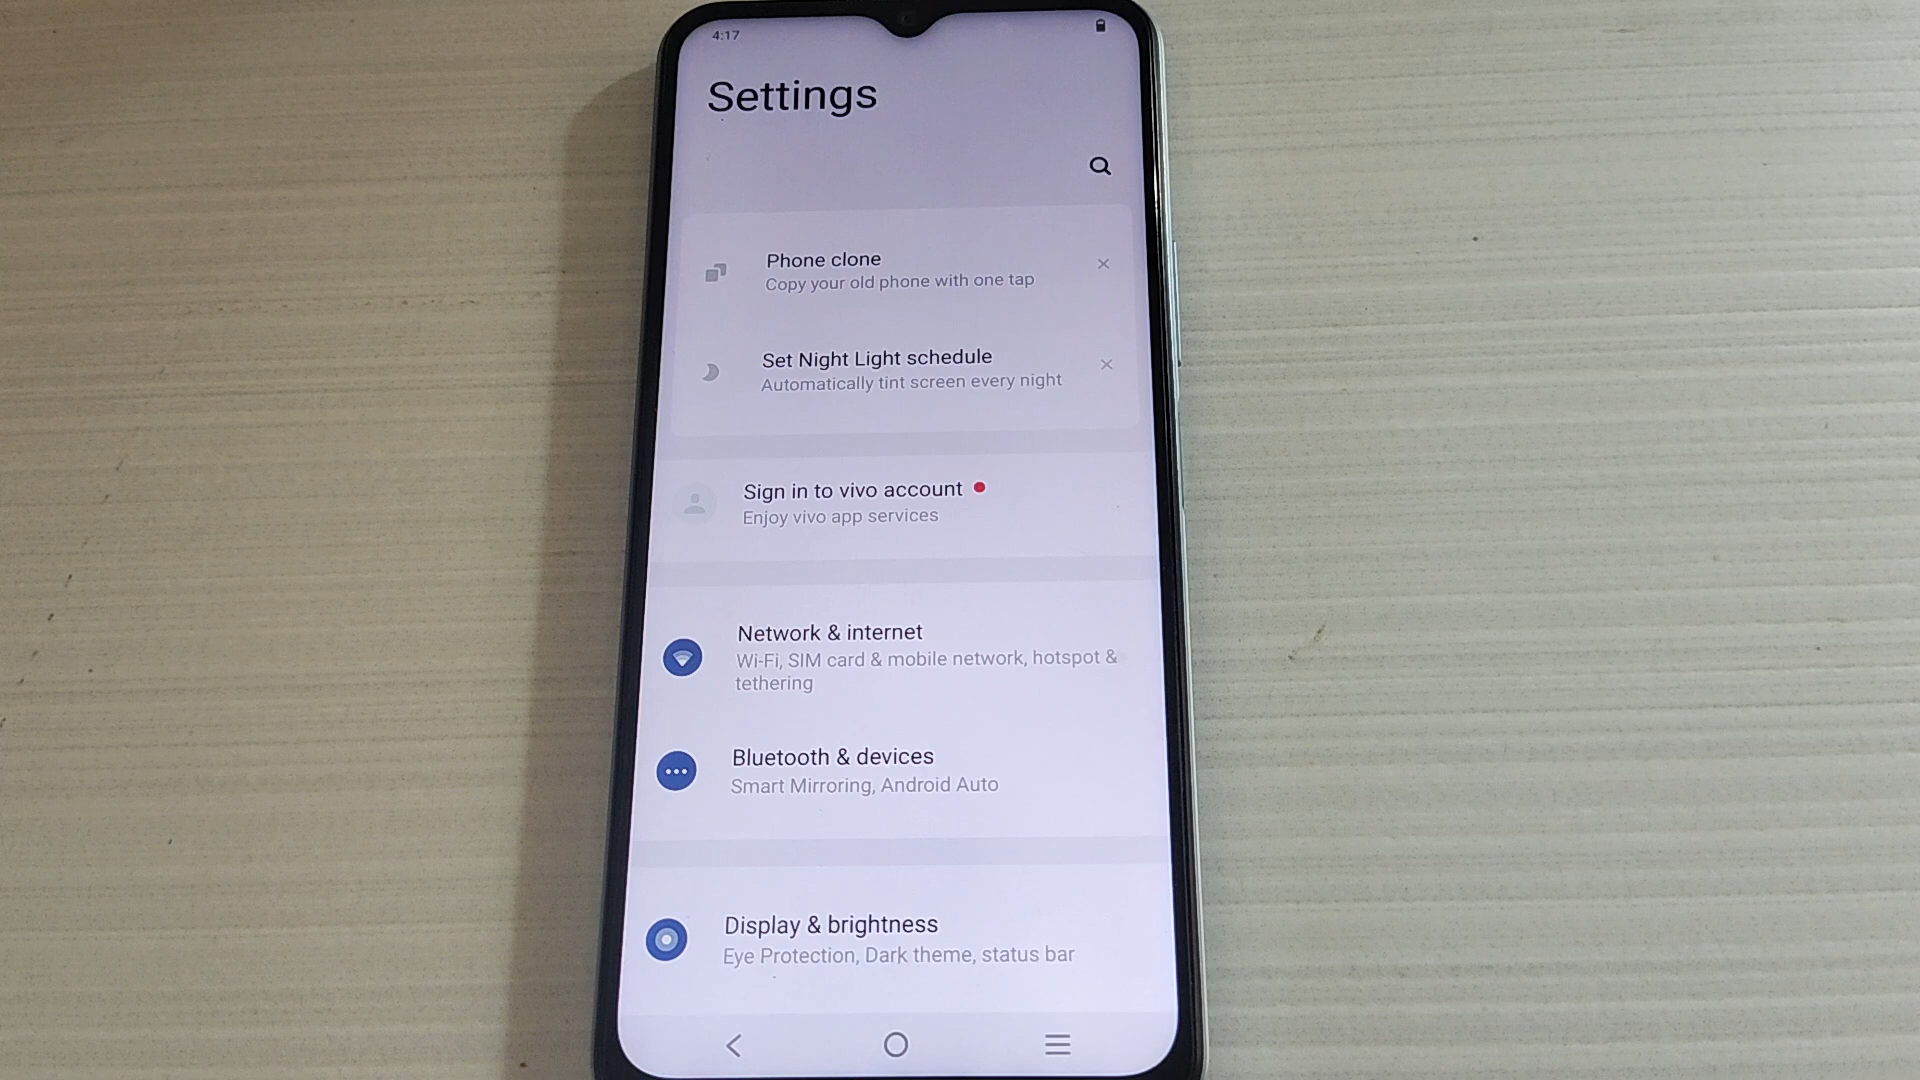 4:17
Settings
Phone clone
Copy your old phone with one tap
Set Night Light schedule
Automatically tint screen every night
Sign in to vivo account
Enjoy vivo app services
Network & internet
Wi-Fi, SIM card & mobile network, hotspot &
tethering
Bluetooth & devices
Smart Mirroring, Android Auto
Display & brightness
Eye Protection, Dark theme, status bar